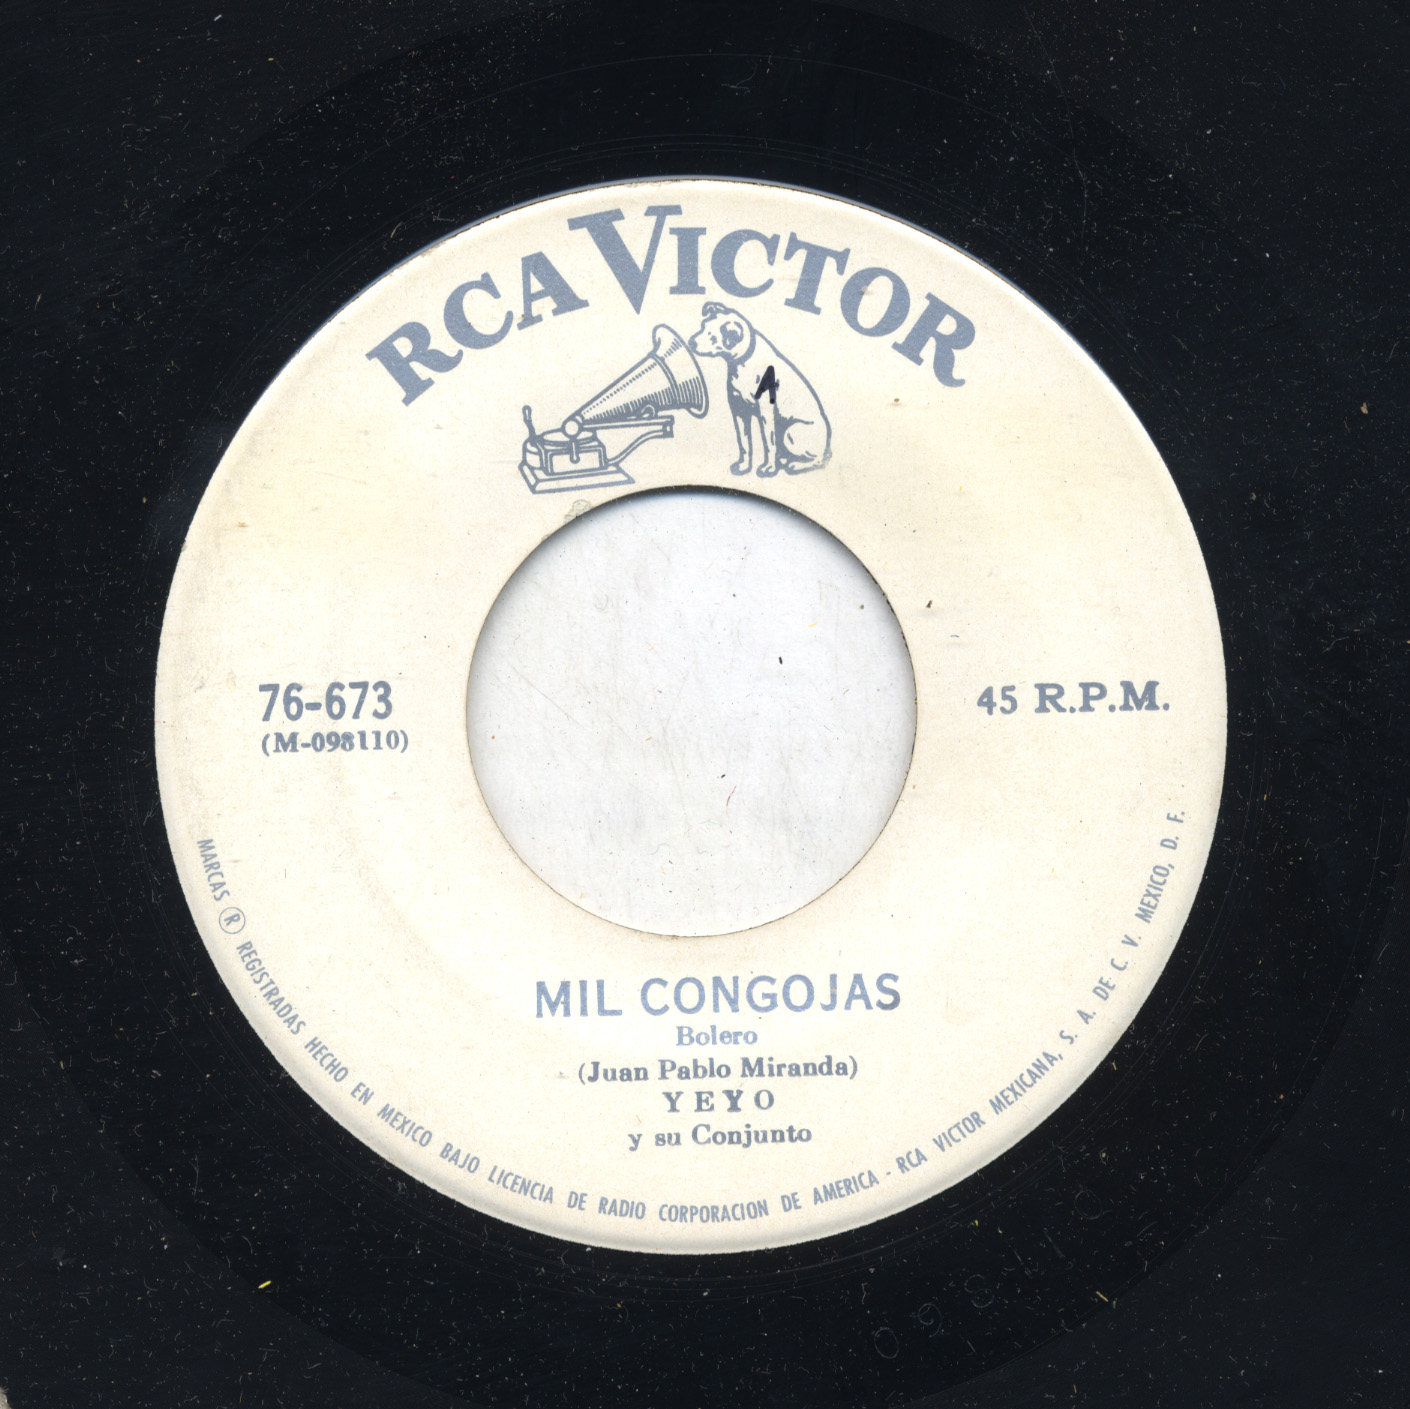 RCA VICTOR
1
76-673
(M-098110)
45 R.P.M.
MIL CONGOJAS
Bolero
(Juan Pablo Miranda)
YEYO
y su Conjunto
MARCAS ® REGISTRADAS HECHO EN MEXICO BAJO LICENCIA DE RADIO CORPORACION DE AMERICA - RCA VICTOR MEXICANA, S. A. DE C. V. MEXICO, D. F.